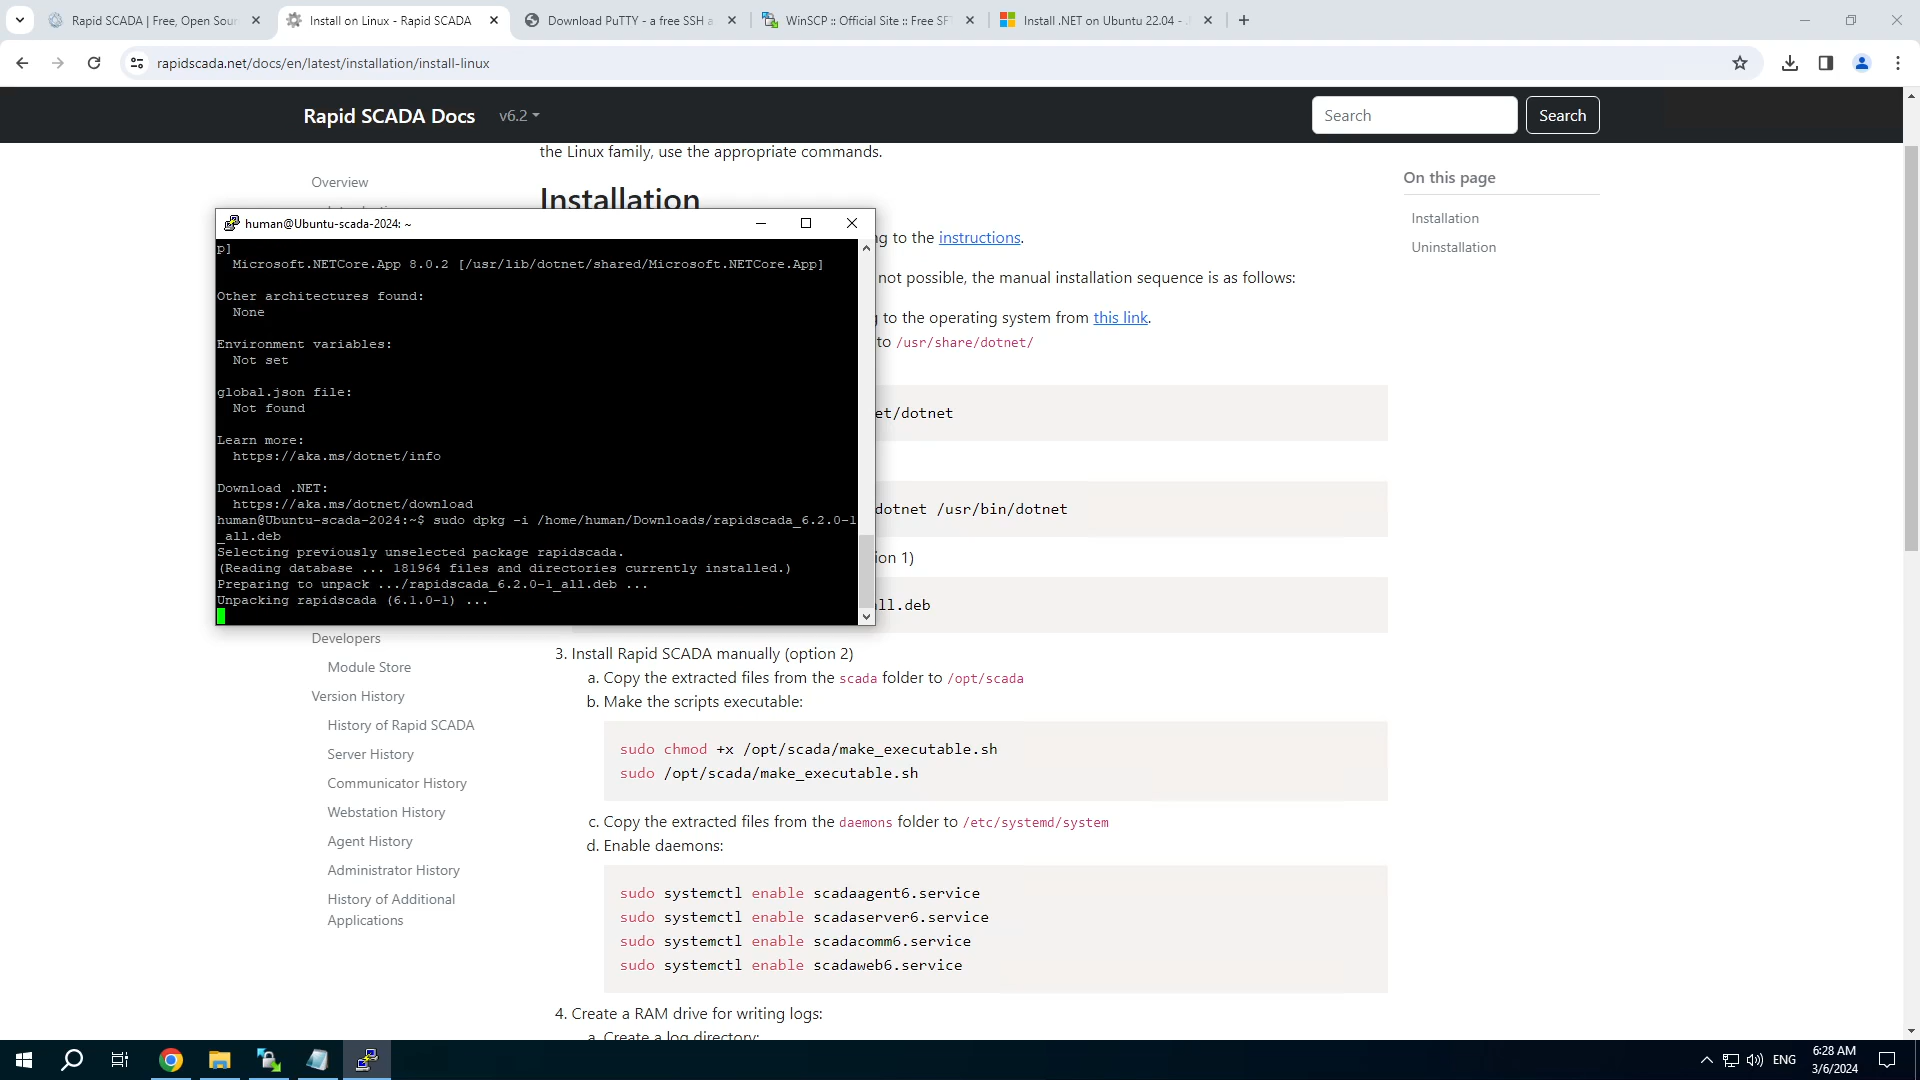 Rapid SCADA | Free, Open Sour
Install on Linux - Rapid SCADA
Download PuTTY - a free SSH a
WinSCP :: Official Site :: Free SF
Install .NET on Ubuntu 22.04 -
rapidscada.net/docs/en/latest/installation/install-linux
Rapid SCADA Docs
v6.2
Search
Search
the Linux family, use the appropriate commands.
Overview
On this page
Installation
Installation
Uninstallation
ng to the instructions.
not possible, the manual installation sequence is as follows:
g to the operating system from this link.
to /usr/share/dotnet/
et/dotnet
dotnet /usr/bin/dotnet
ion 1)
all.deb
human@Ubuntu-scada-2024: ~
p]
Microsoft.NETCore.App 8.0.2 [/usr/lib/dotnet/shared/Microsoft.NETCore.App]
Other architectures found:
None
Environment variables:
Not set
global.json file:
Not found
Learn more:
https://aka.ms/dotnet/info
Download .NET:
https://aka.ms/dotnet/download
human@Ubuntu-scada-2024:~$ sudo dpkg -i /home/human/Downloads/rapidscada_6.2.0-1
_all.deb
Selecting previously unselected package rapidscada.
(Reading database ... 181964 files and directories currently installed.)
Preparing to unpack .../rapidscada_6.2.0-1_all.deb ...
Unpacking rapidscada (6.1.0-1) ...
Developers
Module Store
Version History
History of Rapid SCADA
Server History
Communicator History
Webstation History
Agent History
Administrator History
History of Additional
Applications
3. Install Rapid SCADA manually (option 2)
a. Copy the extracted files from the scada folder to /opt/scada
b. Make the scripts executable:
sudo chmod +x /opt/scada/make_executable.sh
sudo /opt/scada/make_executable.sh
c. Copy the extracted files from the daemons folder to /etc/systemd/system
d. Enable daemons:
sudo systemctl enable scadaagent6.service
sudo systemctl enable scadaserver6.service
sudo systemctl enable scadacomm6.service
sudo systemctl enable scadaweb6.service
4. Create a RAM drive for writing logs:
a. Create a log directory:
ENG
6:28 AM
3/6/2024